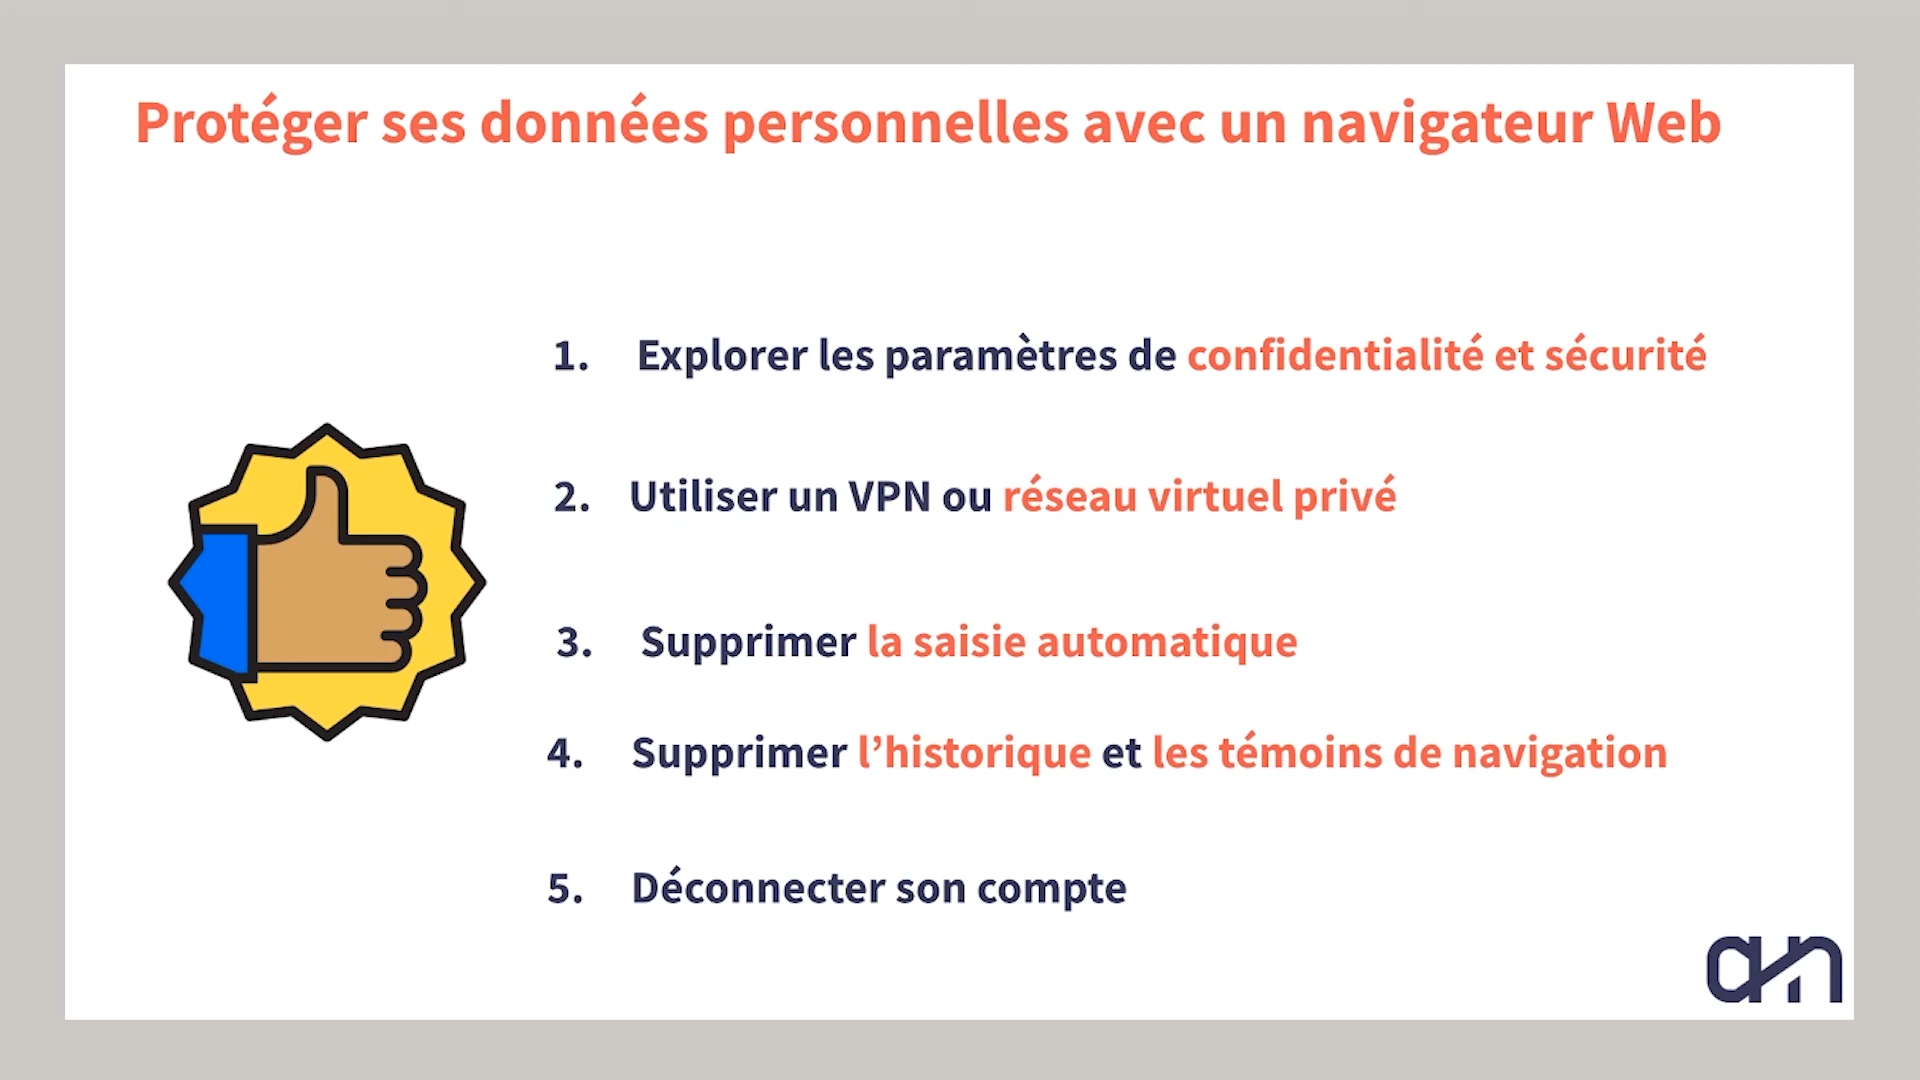 Protéger ses données personnelles avec un navigateur Web
1. Explorer les paramètres de confidentialité et sécurité
2. Utiliser un VPN ou réseau virtuel privé
3. Supprimer la saisie automatique
4. Supprimer l’historique et les témoins de navigation
5. Déconnecter son compte
an